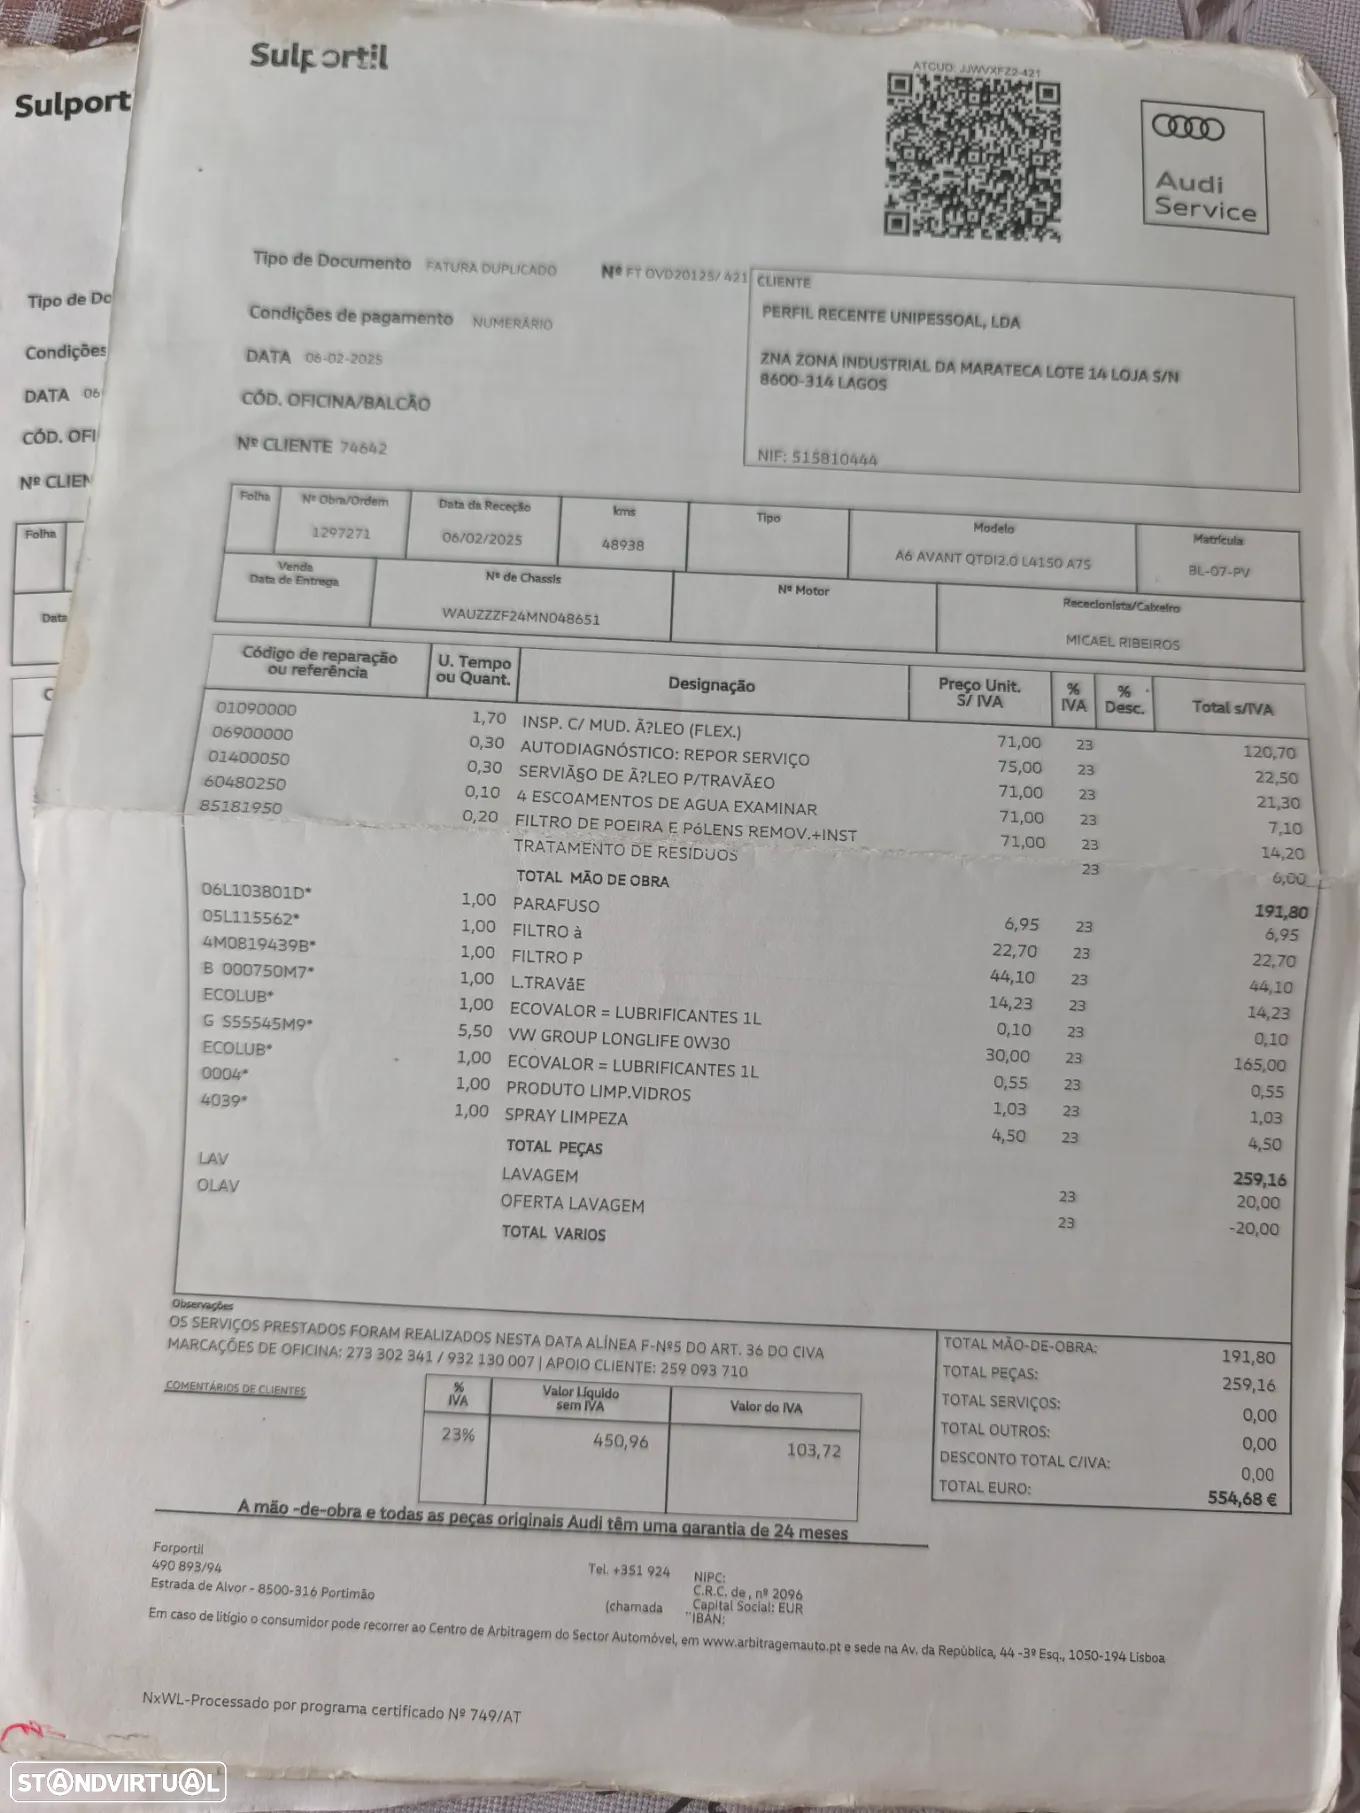 Sulportil
ATCUD: JJWVXFZ2-421
Audi
Service
Tipo de Documento FATURA DUPLICADO Nº FT OVD20125/ 421
Condições de pagamento NUMERÁRIO
DATA 06-02-2025
CÓD. OFICINA/BALCÃO
Nº CLIENTE 74642
CLIENTE
PERFIL RECENTE UNIPESSOAL, LDA
ZNA ZONA INDUSTRIAL DA MARATECA LOTE 14 LOJA S/N
8600-314 LAGOS
NIF: 515810444
Sulport
Tipo de Do
Condições
DATA 06
CÓD. OFI
Nº CLIEN
Folha
Data
C
Folha Nº Obra/Ordem Data da Receção kms Tipo Modelo Matrícula
1297271 06/02/2025 48938 A6 AVANT QTDI2.0 L4150 A7S BL-07-PV
Venda
Data de Entrega Nº de Chassis Nº Motor Rececionista/Caixeiro
WAUZZZF24MN048651 MICAEL RIBEIROS
Código de reparação
ou referência U. Tempo
ou Quant. Designação Preço Unit.
S/ IVA %
IVA %
Desc. Total s/IVA
01090000 1,70 INSP. C/ MUD. Ã?LEO (FLEX.) 71,00 23 120,70
06900000 0,30 AUTODIAGNÓSTICO: REPOR SERVIÇO 75,00 23 22,50
01400050 0,30 SERVIÃ§O DE Ã?LEO P/TRAVÃ£O 71,00 23 21,30
60480250 0,10 4 ESCOAMENTOS DE AGUA EXAMINAR 71,00 23 7,10
85181950 0,20 FILTRO DE POEIRA E PóLENS REMOV.+INST 71,00 23 14,20
TRATAMENTO DE RESÍDUOS 23 6,00
TOTAL MÃO DE OBRA 191,80
06L103801D* 1,00 PARAFUSO 6,95 23 6,95
05L115562* 1,00 FILTRO à 22,70 23 22,70
4M0819439B* 1,00 FILTRO P 44,10 23 44,10
B 000750M7* 1,00 L.TRAVåE 14,23 23 14,23
ECOLUB* 1,00 ECOVALOR = LUBRIFICANTES 1L 0,10 23 0,10
G S55545M9* 5,50 VW GROUP LONGLIFE 0W30 30,00 23 165,00
ECOLUB* 1,00 ECOVALOR = LUBRIFICANTES 1L 0,55 23 0,55
0004* 1,00 PRODUTO LIMP.VIDROS 1,03 23 1,03
4039* 1,00 SPRAY LIMPEZA 4,50 23 4,50
TOTAL PEÇAS 259,16
LAV LAVAGEM 23 20,00
OLAV OFERTA LAVAGEM 23 -20,00
TOTAL VARIOS
Observações
OS SERVIÇOS PRESTADOS FORAM REALIZADOS NESTA DATA ALÍNEA F-Nº5 DO ART. 36 DO CIVA
MARCAÇÕES DE OFICINA: 273 302 341 / 932 130 007 | APOIO CLIENTE: 259 093 710
COMENTÁRIOS DE CLIENTES
%
IVA Valor Líquido
sem IVA Valor do IVA
23% 450,96 103,72
TOTAL MÃO-DE-OBRA: 191,80
TOTAL PEÇAS: 259,16
TOTAL SERVIÇOS: 0,00
TOTAL OUTROS: 0,00
DESCONTO TOTAL C/IVA: 0,00
TOTAL EURO: 554,68 €
A mão -de-obra e todas as peças originais Audi têm uma garantia de 24 meses
Forportil
490 893/94
Estrada de Alvor - 8500-316 Portimão
Tel. +351 924
(chamada
NIPC:
C.R.C. de , nº 2096
Capital Social: EUR
"IBAN:
Em caso de litígio o consumidor pode recorrer ao Centro de Arbitragem do Sector Automóvel, em www.arbitragemauto.pt e sede na Av. da República, 44 -3º Esq., 1050-194 Lisboa
NxWL-Processado por programa certificado Nº 749/AT
STANDVIRTUAL